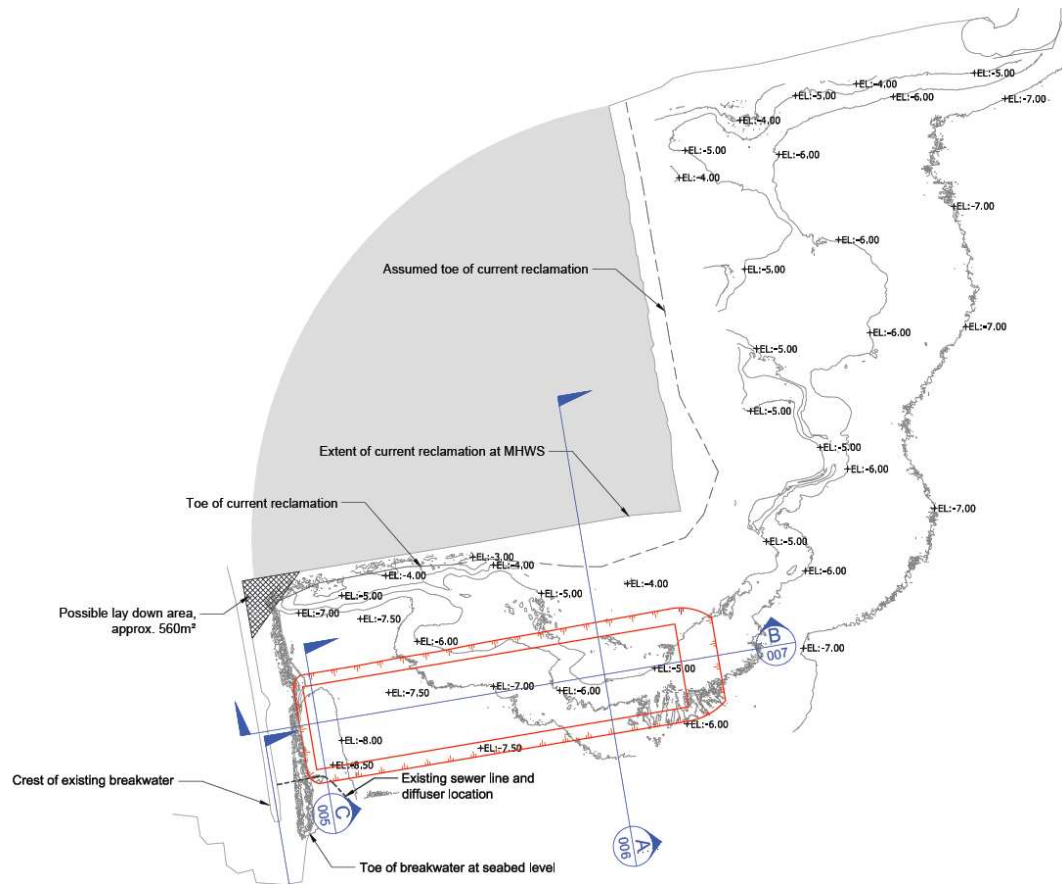 +EL:-5.00
+EL:-4.00
+EL:-5.00
+EL:-6.00
+EL:-7.00
+EL:-4.00
+EL:-5.00
+EL:-6.00
+EL:-4.00
+EL:-7.00
+EL:-6.00
Assumed toe of current reclamation
+EL:-5.00
+EL:-7.00
+EL:-6.00
+EL:-5.00
+EL:-5.00
Extent of current reclamation at MHWS
+EL:-5.00
+EL:-6.00
Toe of current reclamation
+EL:-7.00
+EL:-5.00
+EL:-3.00
+EL:-4.00
+EL:-4.00
+EL:-6.00
+EL:-4.00
+EL:-5.00
+EL:-5.00
Possible lay down area,
approx. 560m²
+EL:-7.00
+EL:-7.50
+EL:-6.00
B
007
+EL:-7.00
+EL:-5.00
+EL:-7.50
+EL:-7.00
+EL:-6.00
+EL:-6.00
+EL:-8.00
+EL:-7.50
+EL:-8.50
Crest of existing breakwater
Existing sewer line and
diffuser location
C
005
A
006
Toe of breakwater at seabed level